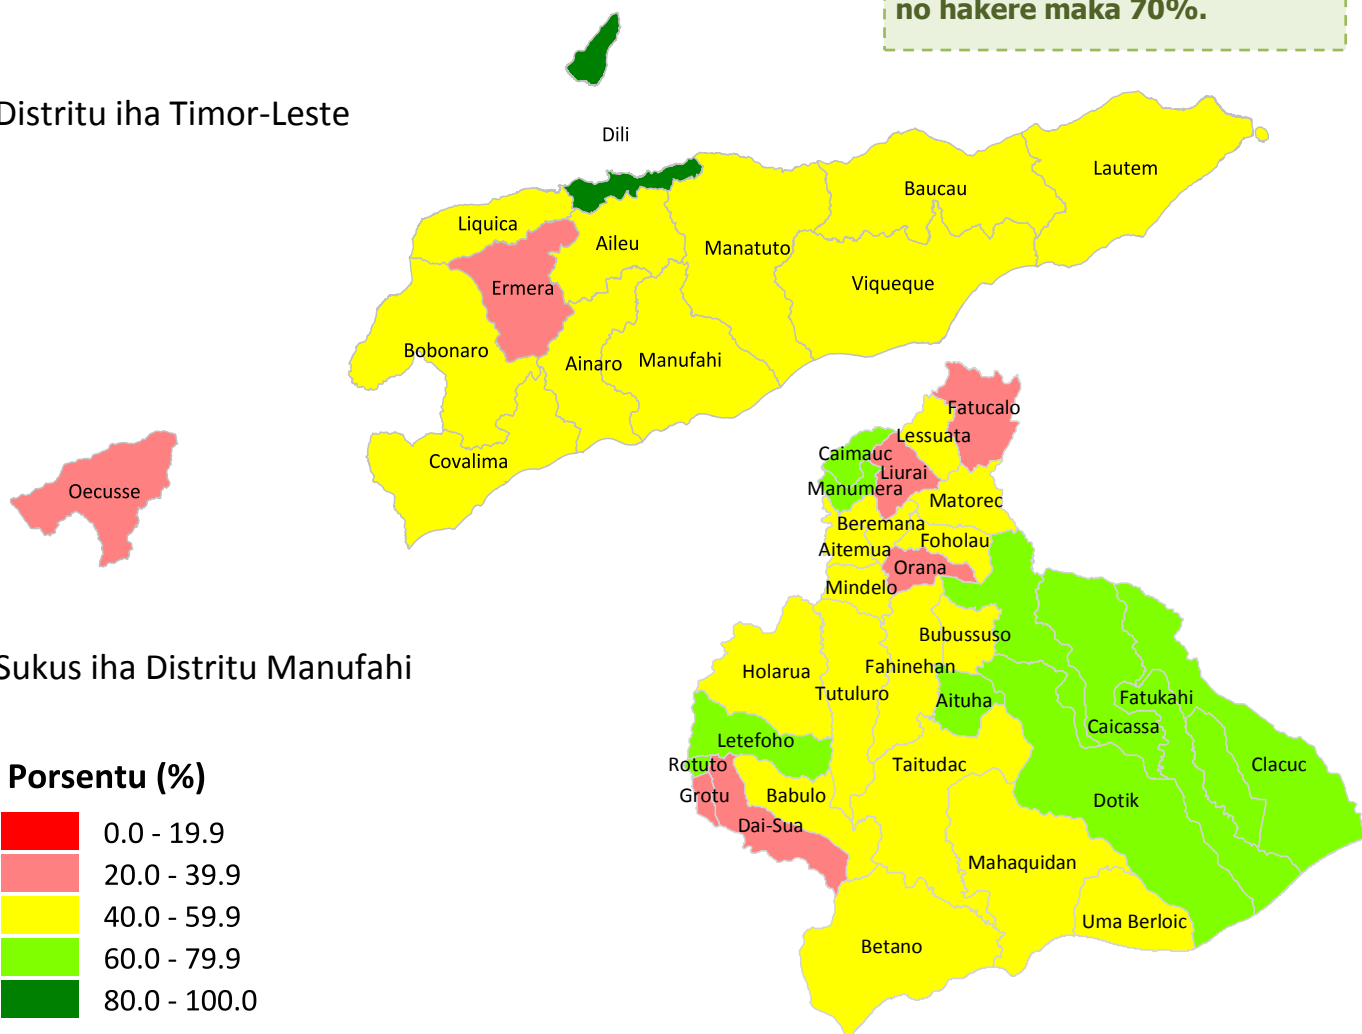 no hakere maka 70%.
Distritu iha Timor-Leste
Dili
Lautem
Baucau
Liquica
Aileu
Manatuto
Viqueque
Ermera
Bobonaro
Ainaro
Manufahi
Covalima
Oecusse
Fatucalo
Lessuata
Caimauc
Liurai
Manumera
Matorec
Beremana
Foholau
Aitemua
Orana
Mindelo
Bubussuso
Sukus iha Distritu Manufahi
Holarua
Fahinehan
Tutuluro
Aituha
Fatukahi
Caicassa
Letefoho
Rotuto
Taitudac
Clacuc
Grotu
Babulo
Dotik
Dai-Sua
Mahaquidan
Uma Berloic
Betano
Porsentu (%)
0.0 - 19.9
20.0 - 39.9
40.0 - 59.9
60.0 - 79.9
80.0 - 100.0